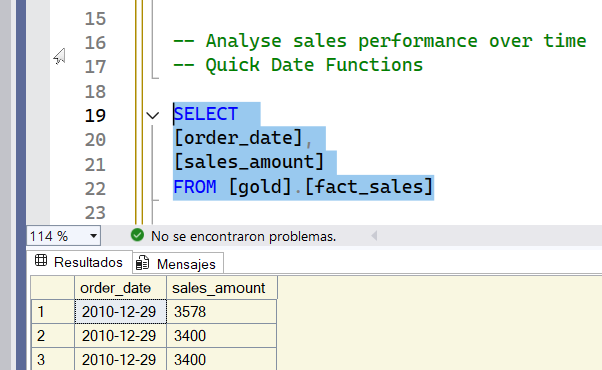 15
16 -- Analyse sales performance over time
17 -- Quick Date Functions
18
19 SELECT
20 [order_date],
21 [sales_amount]
22 FROM [gold].[fact_sales]
23
114 % No se encontraron problemas.
Resultados Mensajes
order_date sales_amount
1 2010-12-29 3578
2 2010-12-29 3400
3 2010-12-29 3400